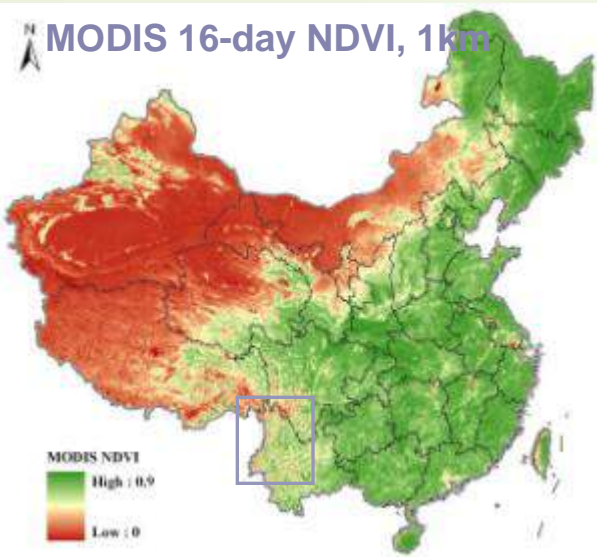 N
MODIS 16-day NDVI, 1km
MODIS NDVI
High : 0.9
Low : 0